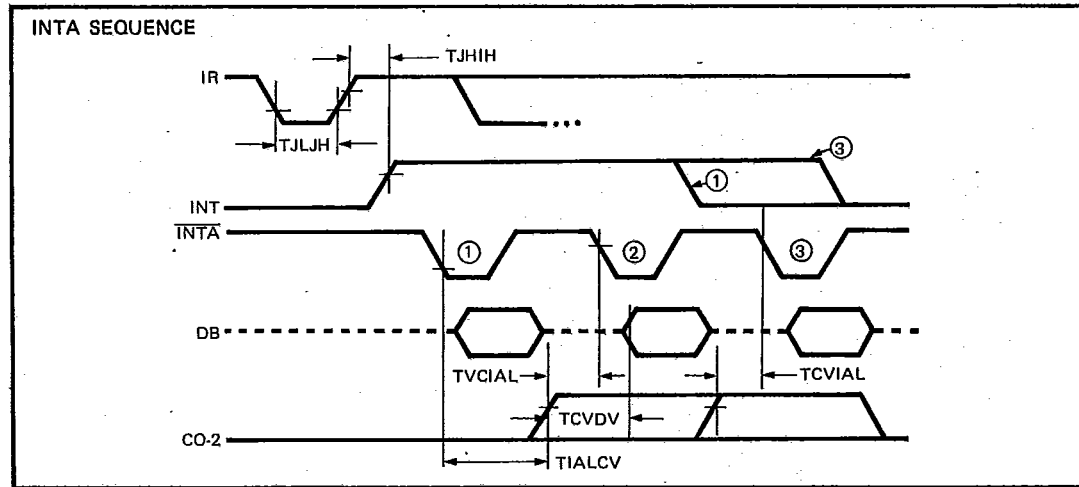 INTA SEQUENCE
TJHIH
IR
TJLJH
③
①
INT
INTA
① ② ③
DB
TVCIAL TCVIAL
TCVDV
CO-2
TIALCV